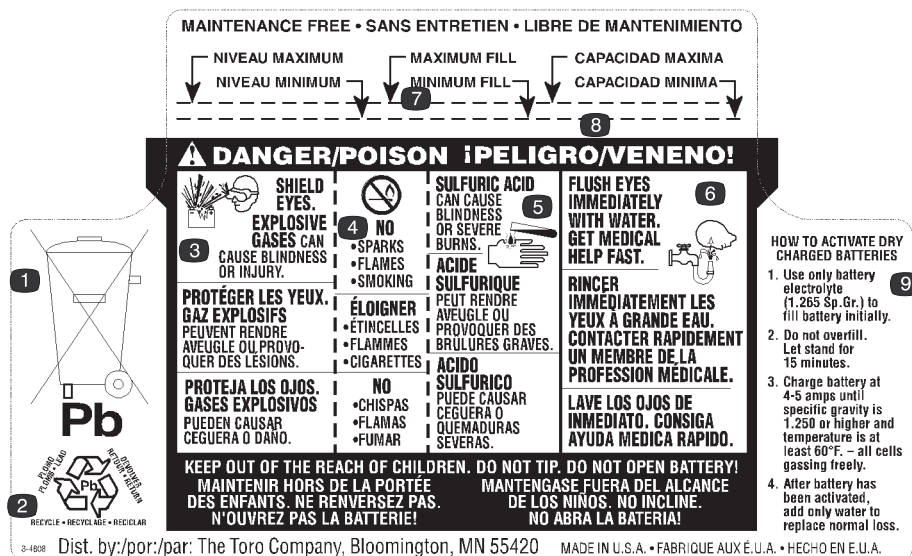 MAINTENANCE FREE • SANS ENTRETIEN • LIBRE DE MANTENIMIENTO
NIVEAU MAXIMUM
MAXIMUM FILL
CAPACIDAD MAXIMA
NIVEAU MINIMUM
MINIMUM FILL
CAPACIDAD MINIMA
7
8
DANGER/POISON ¡PELIGRO/VENENO!
SHIELD
EYES.
EXPLOSIVE
GASES CAN
CAUSE BLINDNESS
OR INJURY.
3
PROTÉGER LES YEUX.
GAZ EXPLOSIFS
PEUVENT RENDRE
AVEUGLE OU PROVO-
QUER DES LÉSIONS.
PROTEJA LOS OJOS.
GASES EXPLOSIVOS
PUEDEN CAUSAR
CEGUERA O DAÑO.
4
NO
•SPARKS
•FLAMES
•SMOKING
ÉLOIGNER
•ÉTINCELLES
•FLAMMES
•CIGARETTES
NO
•CHISPAS
•FLAMAS
•FUMAR
SULFURIC ACID
CAN CAUSE
BLINDNESS
OR SEVERE
BURNS.
5
ACIDE
SULFURIQUE
PEUT RENDRE
AVEUGLE OU
PROVOQUER DES
BRÛLURES GRAVES.
ACIDO
SULFURICO
PUEDE CAUSAR
CEGUERA O
QUEMADURAS
SEVERAS.
FLUSH EYES
IMMEDIATELY
WITH WATER.
GET MEDICAL
HELP FAST.
6
RINCER
IMMEDIATEMENT LES
YEUX À GRANDE EAU.
CONTACTER RAPIDEMENT
UN MEMBRE DE LA
PROFESSION MÉDICALE.
LAVE LOS OJOS DE
INMEDIATO. CONSIGA
AYUDA MEDICA RAPIDO.
KEEP OUT OF THE REACH OF CHILDREN. DO NOT TIP. DO NOT OPEN BATTERY!
MAINTENIR HORS DE LA PORTÉE
DES ENFANTS. NE RENVERSEZ PAS.
N'OUVREZ PAS LA BATTERIE!
MANTENGASE FUERA DEL ALCANCE
DE LOS NIÑOS. NO INCLINE.
NO ABRA LA BATERIA!
1
Pb
2
PLOMO
PLOMB • LEAD
DEVOLVER
RETOUR • RETURN
Pb
RECYCLE • RECYCLAGE • RECICLAR
HOW TO ACTIVATE DRY
CHARGED BATTERIES
9
1. Use only battery
electrolyte
(1.265 Sp.Gr.) to
fill battery initially.
2. Do not overfill.
Let stand for
15 minutes.
3. Charge battery at
4-5 amps until
specific gravity is
1.250 or higher and
temperature is at
least 60°F. – all cells
gassing freely.
4. After battery has
been activated,
add only water to
replace normal loss.
3-4808 Dist. by:/por:/par: The Toro Company, Bloomington, MN 55420 MADE IN U.S.A. • FABRIQUE AUX É.U.A. • HECHO EN E.U.A.